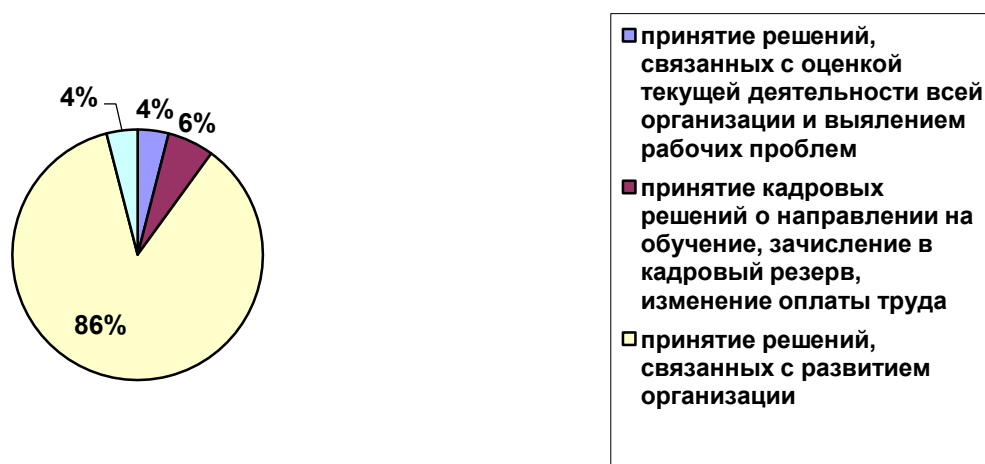 4%
4%
6%
86%
принятие решений,
связанных с оценкой
текущей деятельности всей
организации и выялением
рабочих проблем
принятие кадровых
решений о направлении на
обучение, зачисление в
кадровый резерв,
изменение оплаты труда
принятие решений,
связанных с развитием
организации